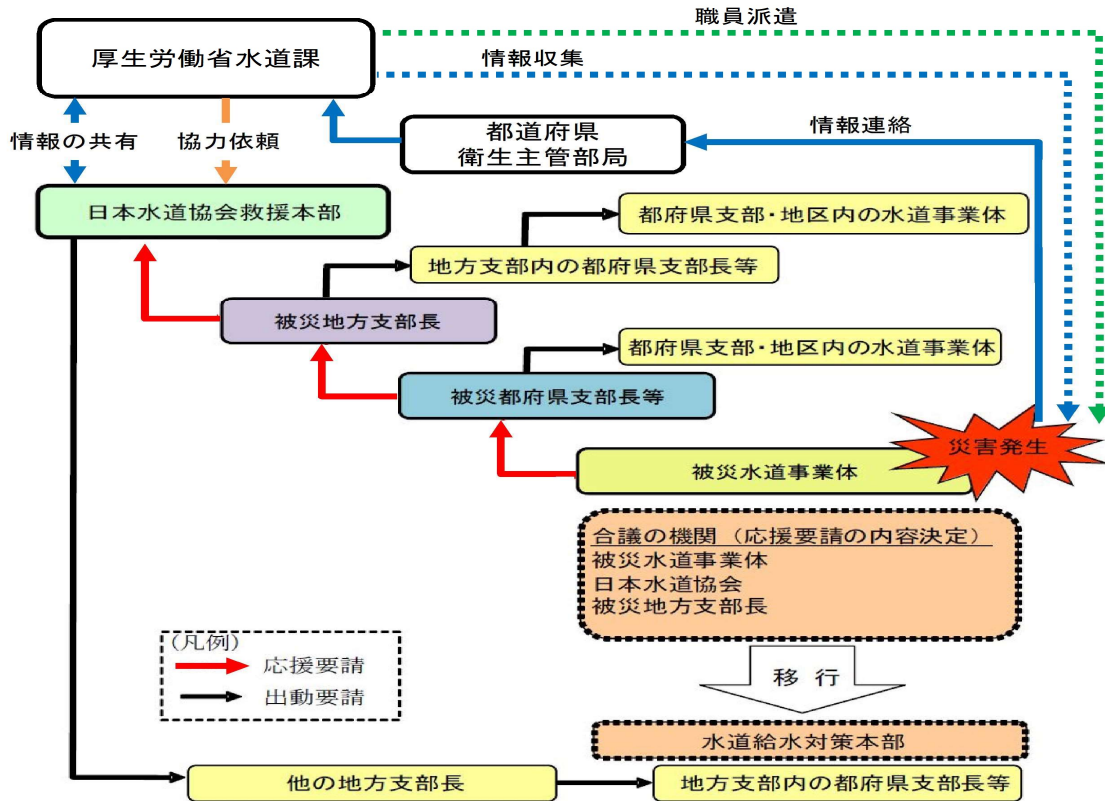 職員派遣
厚生労働省水道課
情報収集
情報の共有
協力依頼
都道府県
衛生主管部局
情報連絡
日本水道協会救援本部
都府県支部・地区内の水道事業体
地方支部内の都府県支部長等
被災地方支部長
都府県支部・地区内の水道事業体
被災都府県支部長等
災害発生
被災水道事業体
合議の機関（応援要請の内容決定）
被災水道事業体
日本水道協会
被災地方支部長
(凡例)
応援要請
出動要請
移行
水道給水対策本部
他の地方支部長
地方支部内の都府県支部長等